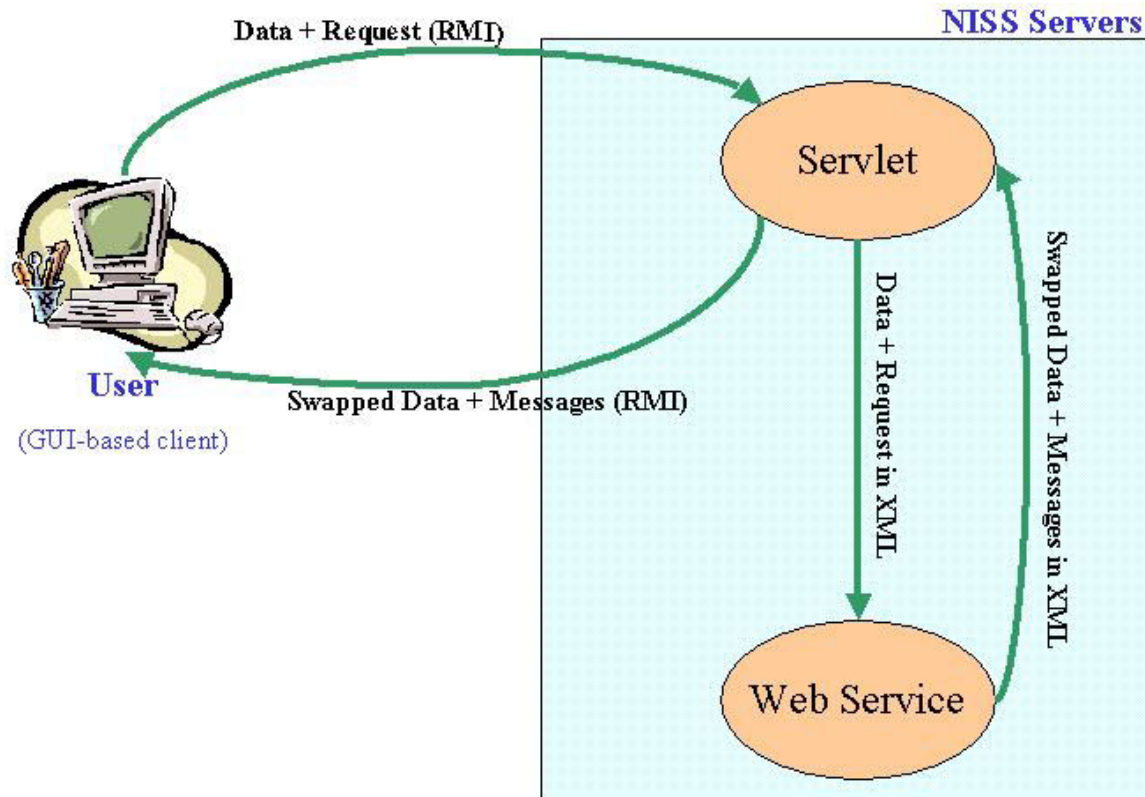 Data + Request (RMI)
NISS Servers
Servlet
Swapped Data + Messages in XML
Data + Request in XML
User
Swapped Data + Messages (RMI)
(GUI-based client)
Web Service